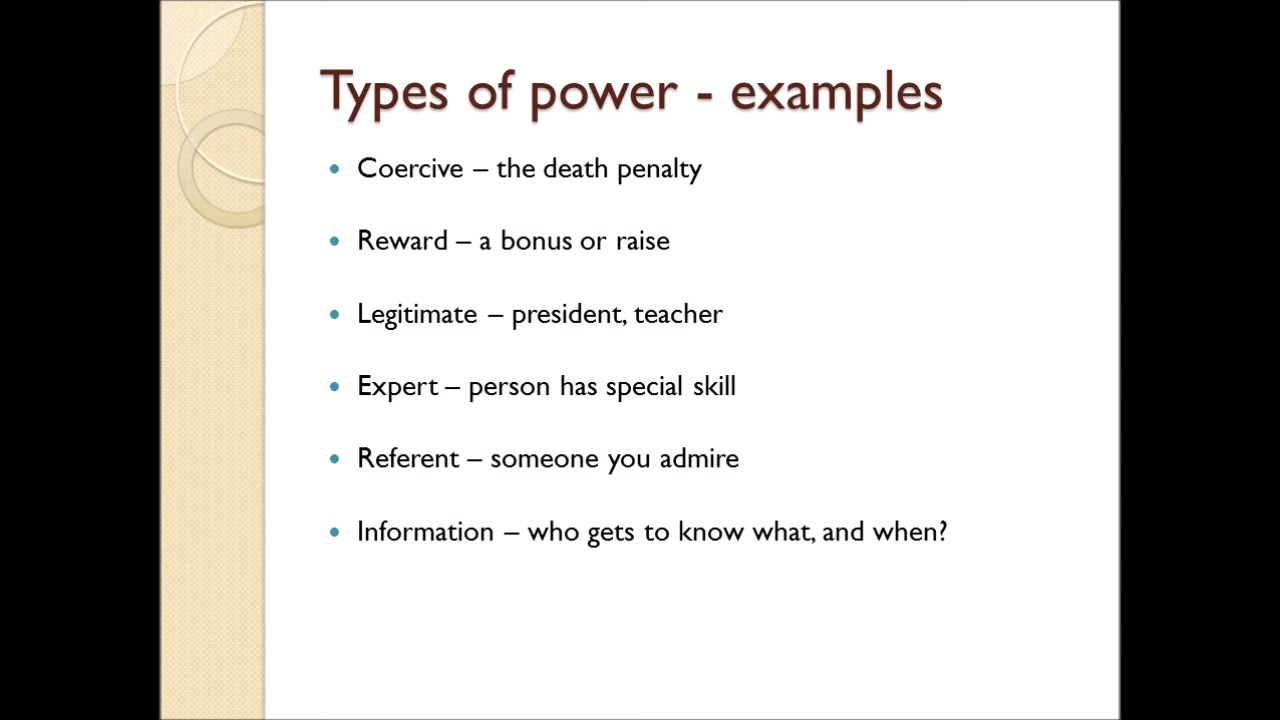 Types of power - examples
• Coercive – the death penalty
• Reward – a bonus or raise
• Legitimate – president, teacher
• Expert – person has special skill
• Referent – someone you admire
• Information – who gets to know what, and when?